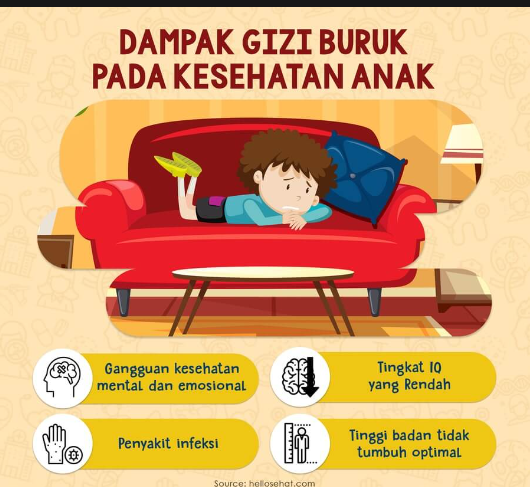 DAMPAK GIZI BURUK
PADA KESEHATAN ANAK
Gangguan kesehatan
mental dan emosional
Tingkat IQ
yang Rendah
Penyakit infeksi
Tinggi badan tidak
tumbuh optimal
Source: hellosehat.com